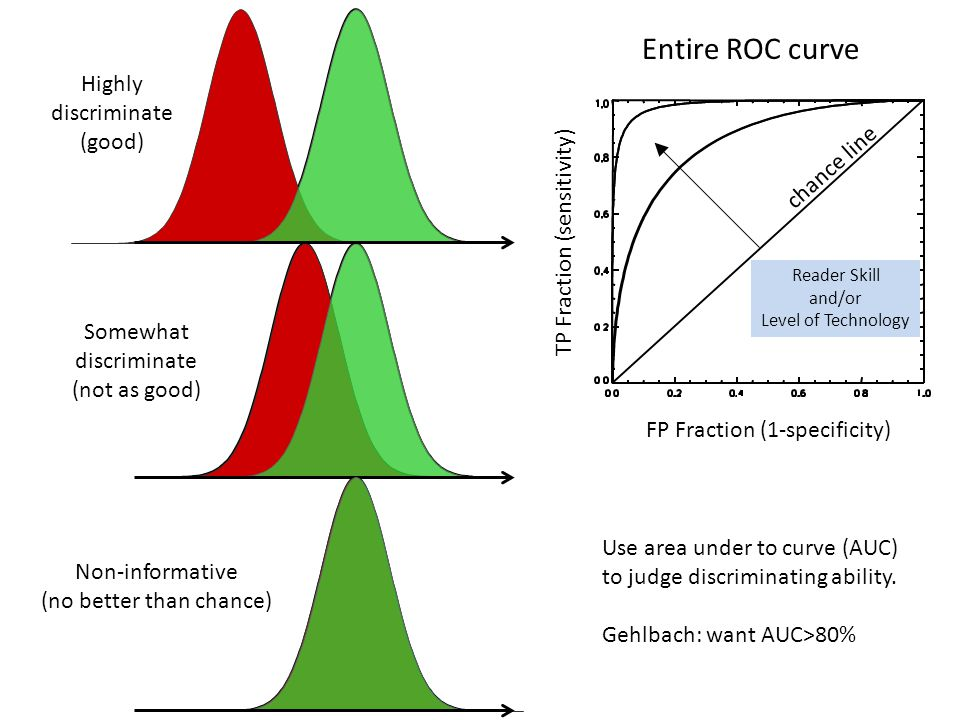 Highly
discriminate
(good)
Somewhat
discriminate
(not as good)
Non-informative
(no better than chance)
Entire ROC curve
TP Fraction (sensitivity)
1.0
0.8
0.6
0.4
0.2
0.0
0.0 0.2 0.4 0.6 0.8 1.0
chance line
Reader Skill
and/or
Level of Technology
FP Fraction (1-specificity)
Use area under to curve (AUC)
to judge discriminating ability.
Gehlbach: want AUC>80%